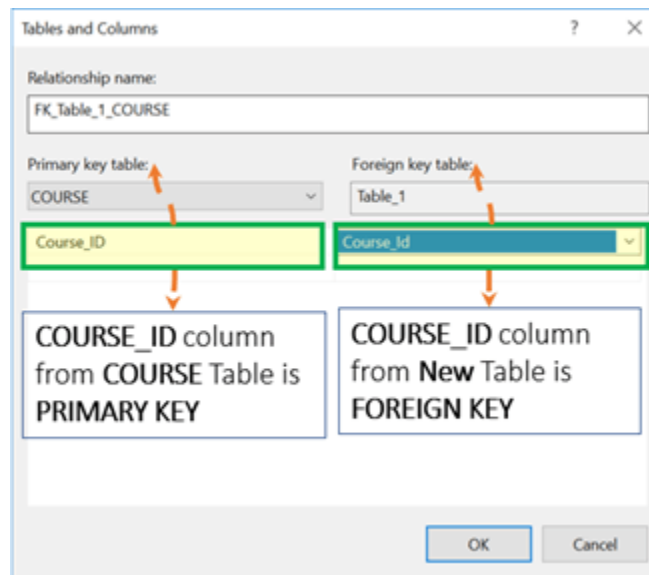 Tables and Columns ? ×
Relationship name:
FK_Table_1_COURSE
Primary key table: Foreign key table:
COURSE Table_1
Course_ID Course_Id
COURSE_ID column
from COURSE Table is
PRIMARY KEY
COURSE_ID column
from New Table is
FOREIGN KEY
OK Cancel